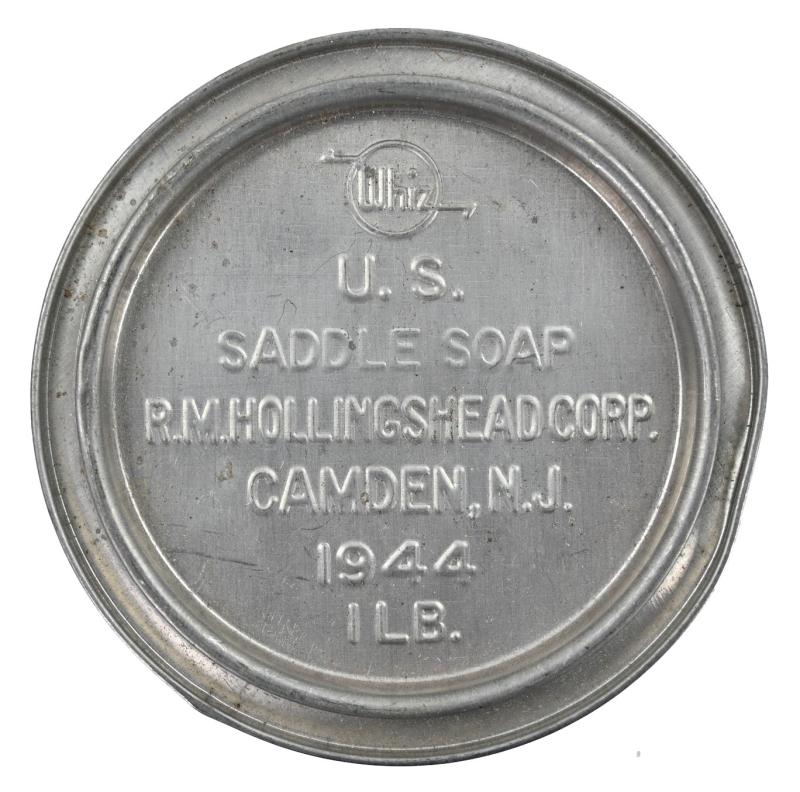 Whiz
U. S.
SADDLE SOAP
R.M.HOLLINGSHEAD CORP.
CAMDEN, N.J.
1944
1 LB.